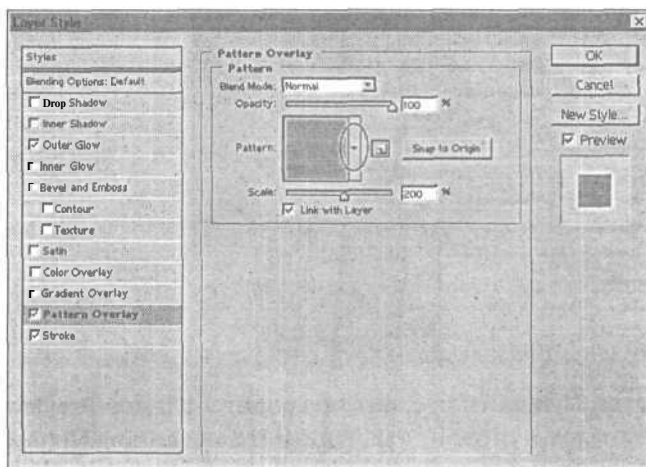 Layer Style
Styles
Blending Options: Default
Drop Shadow
Inner Shadow
Outer Glow
Inner Glow
Bevel and Emboss
Contour
Texture
Satin
Color Overlay
Gradient Overlay
Pattern Overlay
Stroke
Pattern Overlay
Pattern
Blend Mode: Normal
Opacity: 100 %
Pattern: Snap to Origin
Scale: 200 %
Link with Layer
OK
Cancel
New Style...
Preview